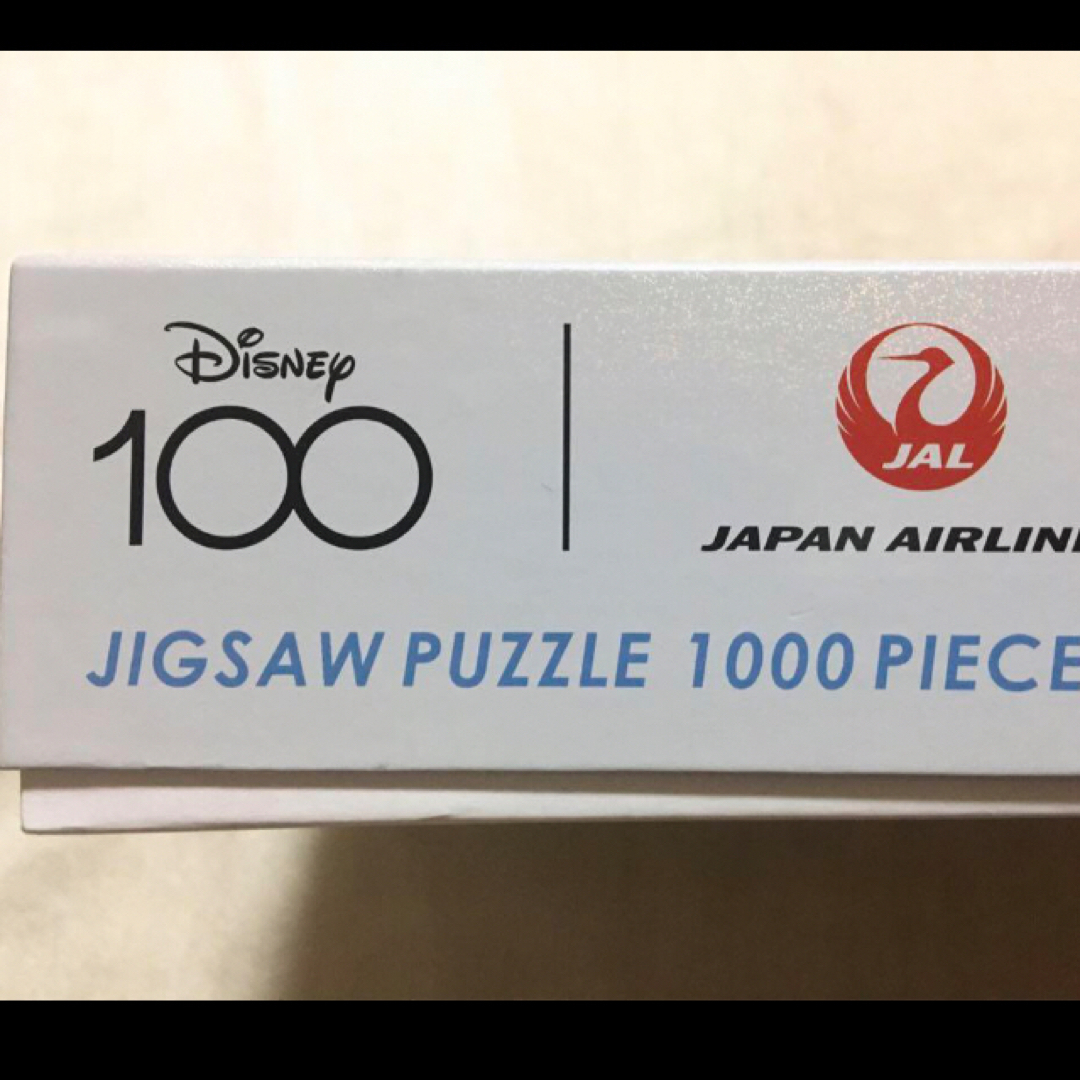 Disney
100
JAL
JAPAN AIRLIN
JIGSAW PUZZLE 1000 PIECE